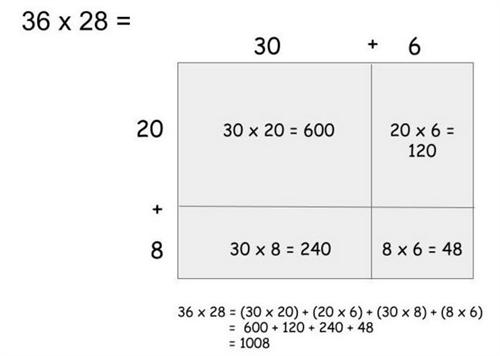 36 x 28 =
30 + 6
20 30 x 20 = 600 20 x 6 =
120
+
8 30 x 8 = 240 8 x 6 = 48
36 x 28 = (30 x 20) + (20 x 6) + (30 x 8) + (8 x 6)
= 600 + 120 + 240 + 48
= 1008